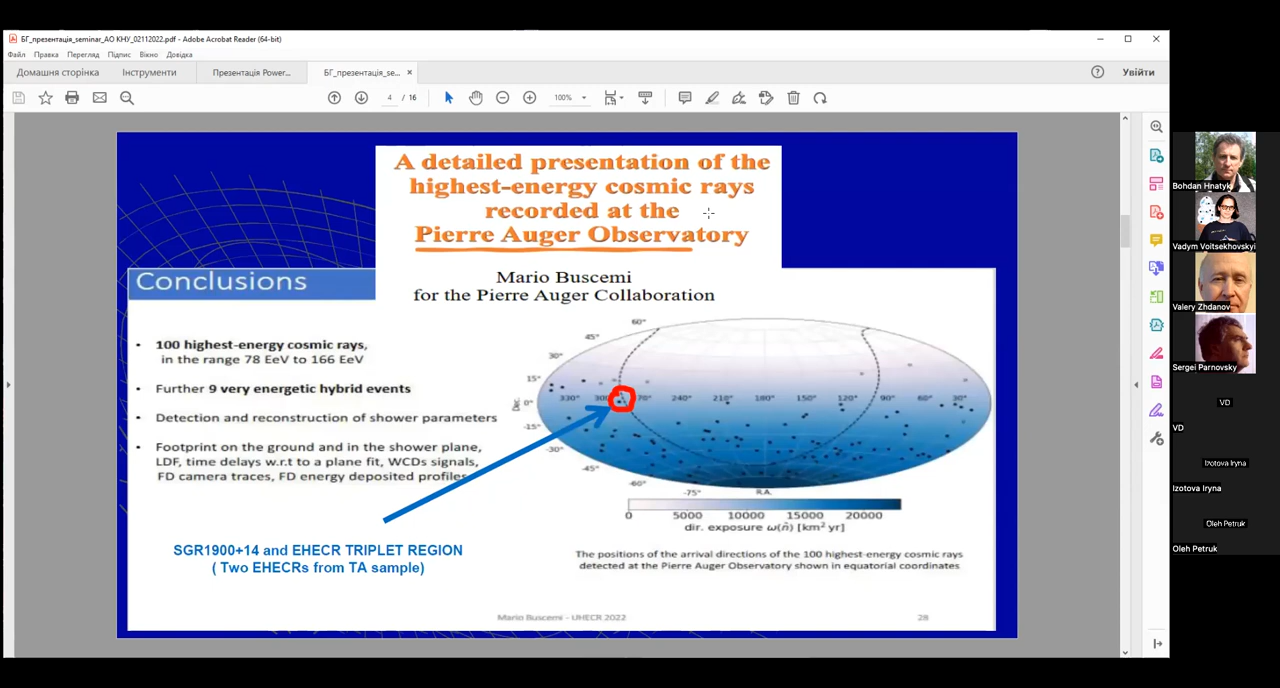 БГ_презентація_seminar_АО КНУ_02112022.pdf - Adobe Acrobat Reader (64-bit)
Файл Правка Перегляд Підпис Вікно Довідка
Домашня сторінка Інструменти Презентація Power... БГ_презентація_se... × Увійти
4 / 16 100%
A detailed presentation of the
highest-energy cosmic rays
recorded at the
Pierre Auger Observatory
Mario Buscemi
for the Pierre Auger Collaboration
Conclusions
• 100 highest-energy cosmic rays,
in the range 78 EeV to 166 EeV
• Further 9 very energetic hybrid events
• Detection and reconstruction of shower parameters
• Footprint on the ground and in the shower plane,
LDF, time delays w.r.t to a plane fit, WCDs signals,
FD camera traces, FD energy deposited profiles
SGR1900+14 and EHECR TRIPLET REGION
( Two EHECRs from TA sample)
60°
45°
30°
15°
Dec. 0°
330° 300° 70° 240° 210° 180° 150° 120° 90° 60° 30°
-15°
-30°
-45°
-60°
-75° R.A.
0 5000 10000 15000 20000
dir. exposure ω(n̂) [km² yr]
The positions of the arrival directions of the 100 highest-energy cosmic rays
detected at the Pierre Auger Observatory shown in equatorial coordinates
Mario Buscemi - UHECR 2022 28
Bohdan Hnatyk
Vadym Voitsekhovskyi
Valery Zhdanov
Sergei Parnovsky
VD
VD
Izotova Iryna
Izotova Iryna
Oleh Petruk
Oleh Petruk